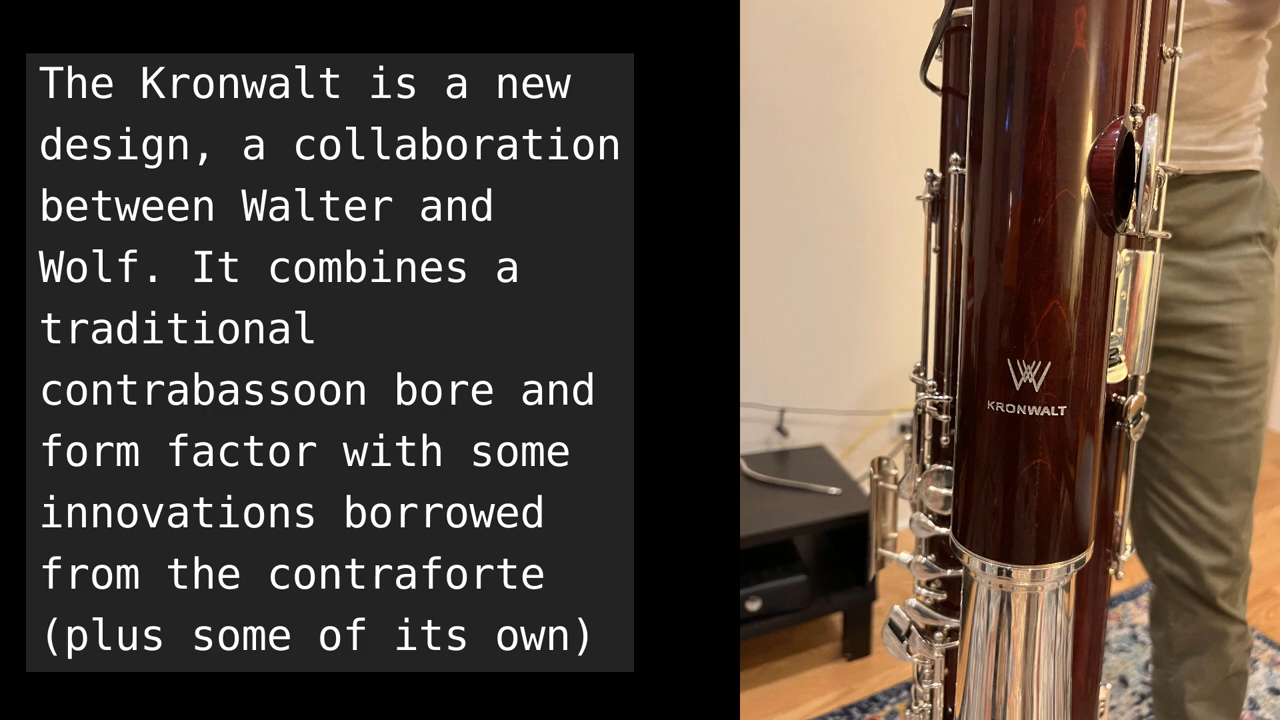 The Kronwalt is a new
design, a collaboration
between Walter and
Wolf. It combines a
traditional
contrabassoon bore and
form factor with some
innovations borrowed
from the contraforte
(plus some of its own)
KRONWALT